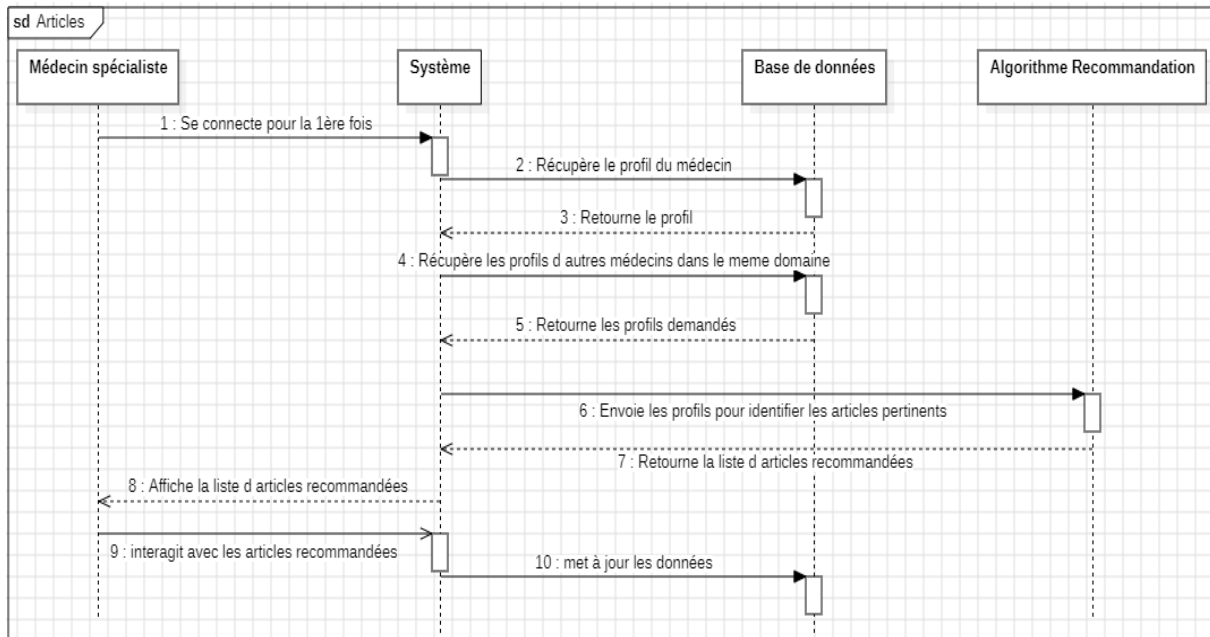 sd Articles
Médecin spécialiste
Système
Base de données
Algorithme Recommandation
1 : Se connecte pour la 1ère fois
2 : Récupère le profil du médecin
3 : Retourne le profil
4 : Récupère les profils d autres médecins dans le meme domaine
5 : Retourne les profils demandés
6 : Envoie les profils pour identifier les articles pertinents
7 : Retourne la liste d articles recommandées
8 : Affiche la liste d articles recommandées
9 : interagit avec les articles recommandées
10 : met à jour les données